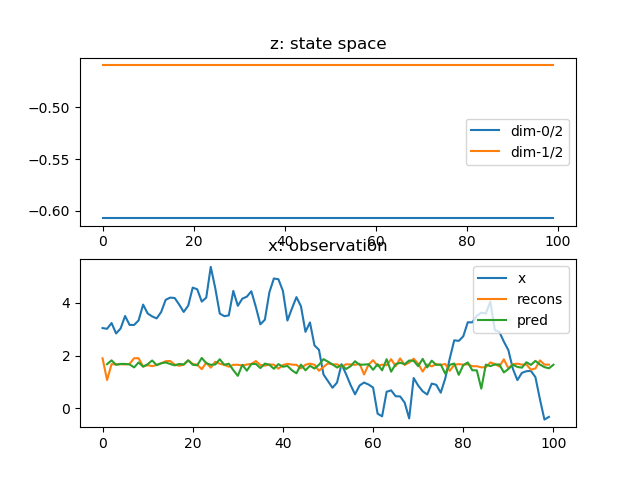 z: state space
−0.50
−0.55
−0.60
dim-0/2
dim-1/2
0 20 40 60 80 100
x: observation
4
2
0
x
recons
pred
0 20 40 60 80 100